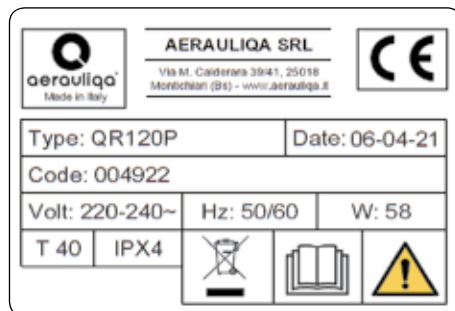 aerauliqa
Made in Italy
AERAULIQA SRL
Via M. Calderara 39/41, 25018
Montichiari (Bs) - www.aerauliqa.it
CE
Type: QR120P
Date: 06-04-21
Code: 004922
Volt: 220-240~
Hz: 50/60
W: 58
T 40
IPX4